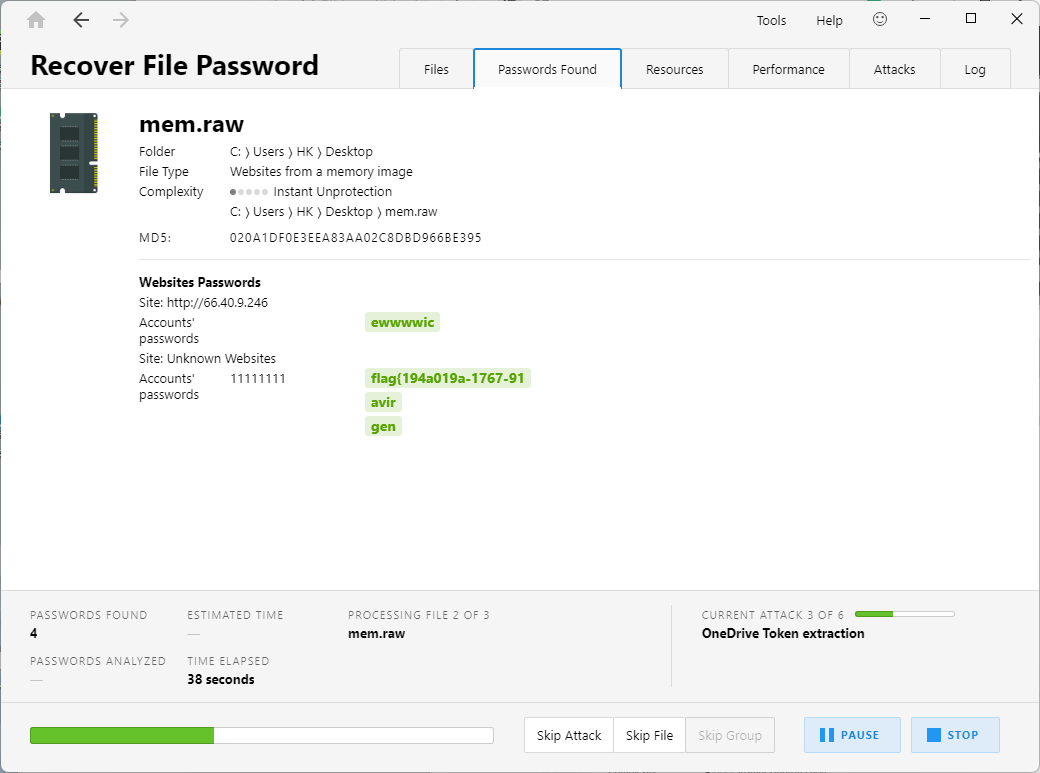 Tools Help
Recover File Password
Files Passwords Found Resources Performance Attacks Log
mem.raw
Folder C: ⟩ Users ⟩ HK ⟩ Desktop
File Type Websites from a memory image
Complexity Instant Unprotection
C: ⟩ Users ⟩ HK ⟩ Desktop ⟩ mem.raw
MD5: 020A1DF0E3EEA83AA02C8DBD966BE395
Websites Passwords
Site: http://66.40.9.246
Accounts' passwords ewwwwic
Site: Unknown Websites
Accounts' passwords 11111111 flag{194a019a-1767-91
avir
gen
PASSWORDS FOUND ESTIMATED TIME PROCESSING FILE 2 OF 3 CURRENT ATTACK 3 OF 6
4 — mem.raw OneDrive Token extraction
PASSWORDS ANALYZED TIME ELAPSED
— 38 seconds
Skip Attack Skip File Skip Group PAUSE STOP